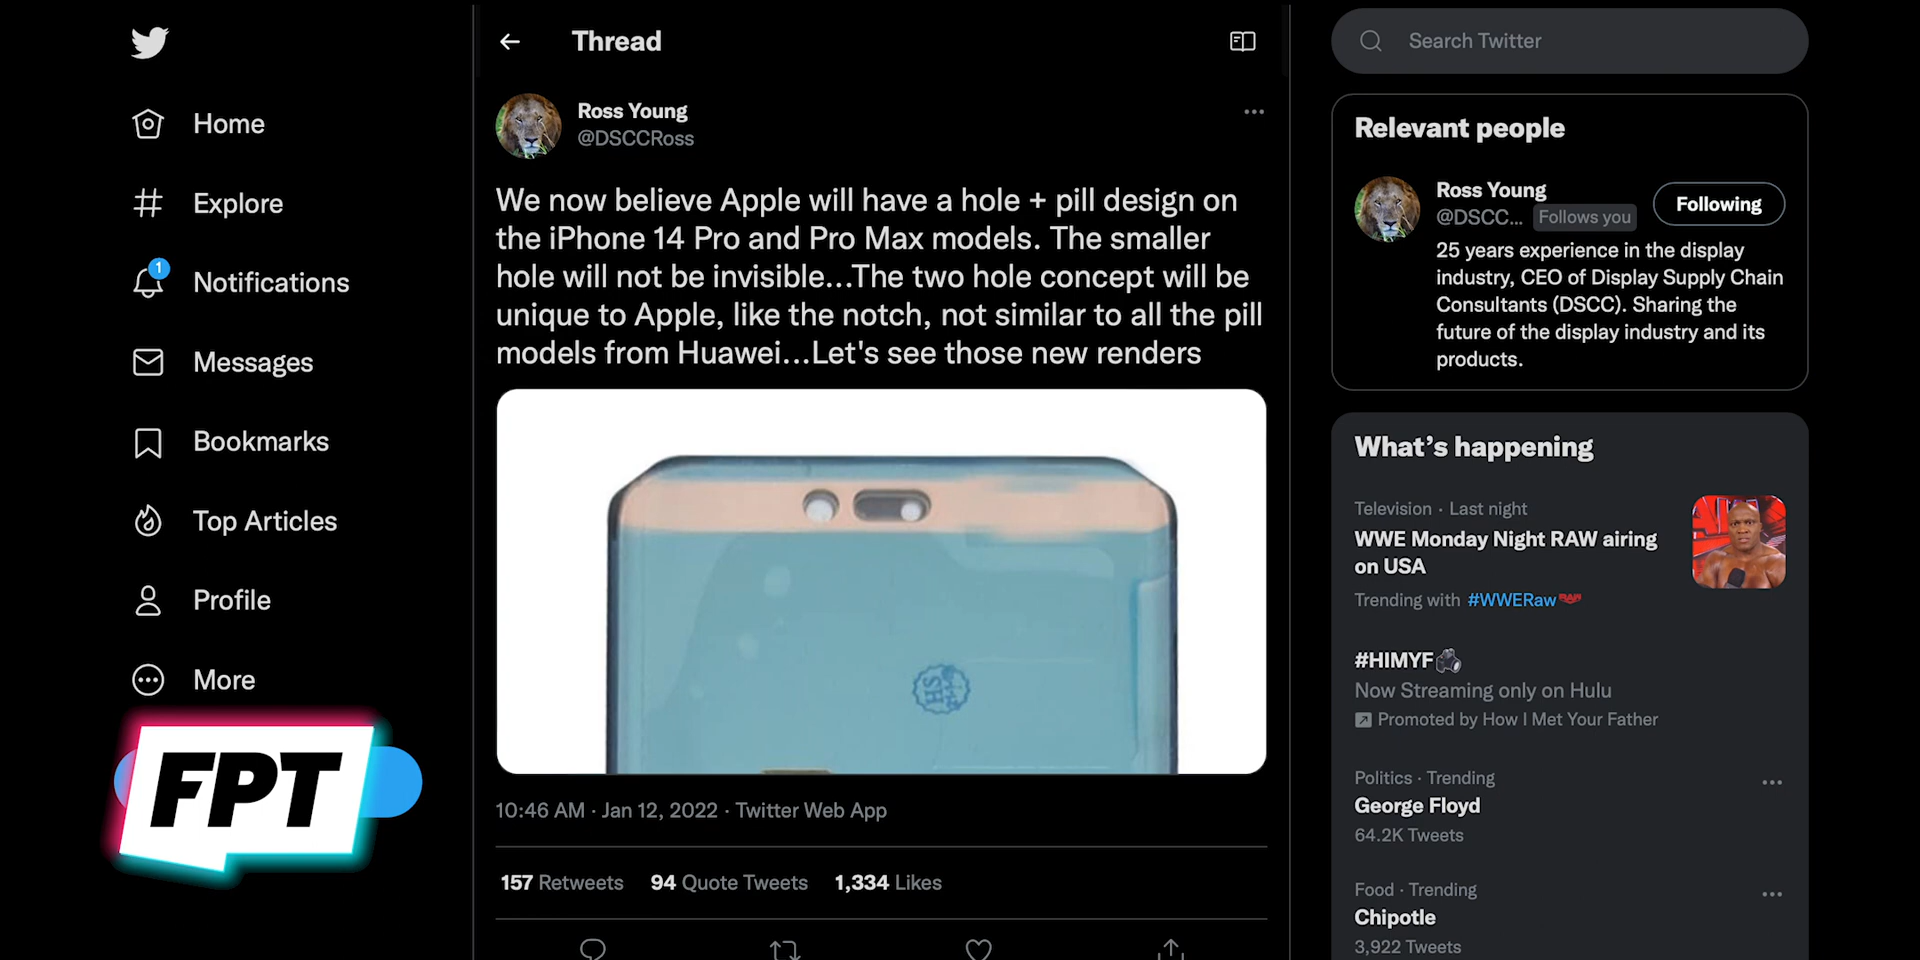 Home
Explore
1
Notifications
Messages
Bookmarks
Top Articles
Profile
More
FPT
Thread
Ross Young
@DSCCRoss
We now believe Apple will have a hole + pill design on
the iPhone 14 Pro and Pro Max models. The smaller
hole will not be invisible...The two hole concept will be
unique to Apple, like the notch, not similar to all the pill
models from Huawei...Let's see those new renders
10:46 AM · Jan 12, 2022 · Twitter Web App
157 Retweets 94 Quote Tweets 1,334 Likes
Search Twitter
Relevant people
Ross Young
@DSCC... Follows you
Following
25 years experience in the display
industry, CEO of Display Supply Chain
Consultants (DSCC). Sharing the
future of the display industry and its
products.
What's happening
Television · Last night
WWE Monday Night RAW airing
on USA
Trending with #WWERaw
#HIMYF
Now Streaming only on Hulu
Promoted by How I Met Your Father
Politics · Trending
George Floyd
64.2K Tweets
Food · Trending
Chipotle
3,922 Tweets